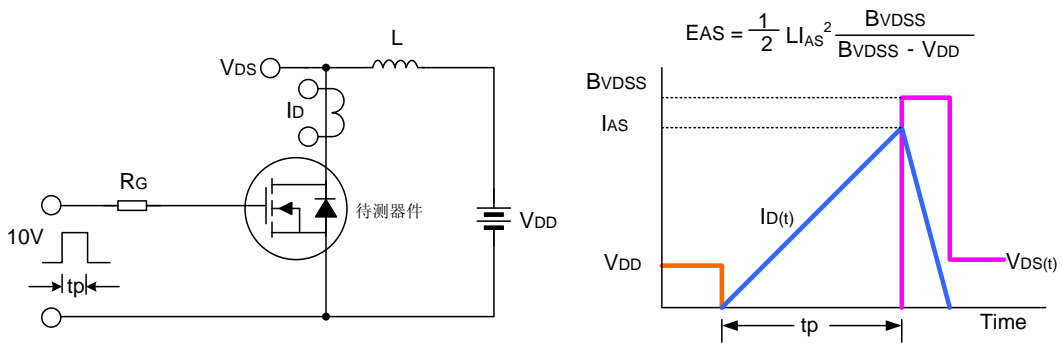 VDS
L
ID
RG
10V
tp
待测器件
VDD
EAS = 1/2 LIAS² BVDSS / (BVDSS - VDD)
BVDSS
IAS
ID(t)
VDD
VDS(t)
tp
Time